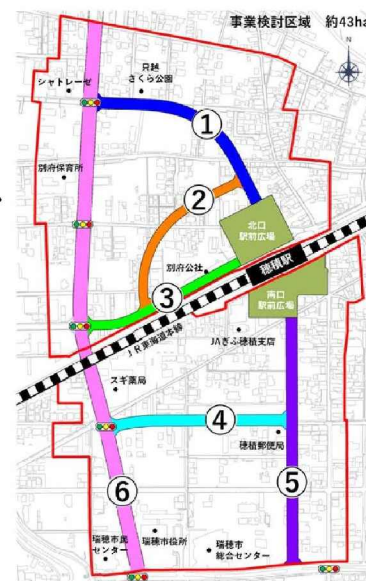 事業検討区域 約43ha
N
シャトレーゼ
只越
さくら公園
①
別府保育所
②
北口
駅前広場
別府公社
穂積駅
③
南口
駅前広場
JR東海道本線
JAぎふ穂積支店
スギ薬局
④
穂積郵便局
⑥
⑤
瑞穂市民
センター
瑞穂市役所
瑞穂市
総合センター